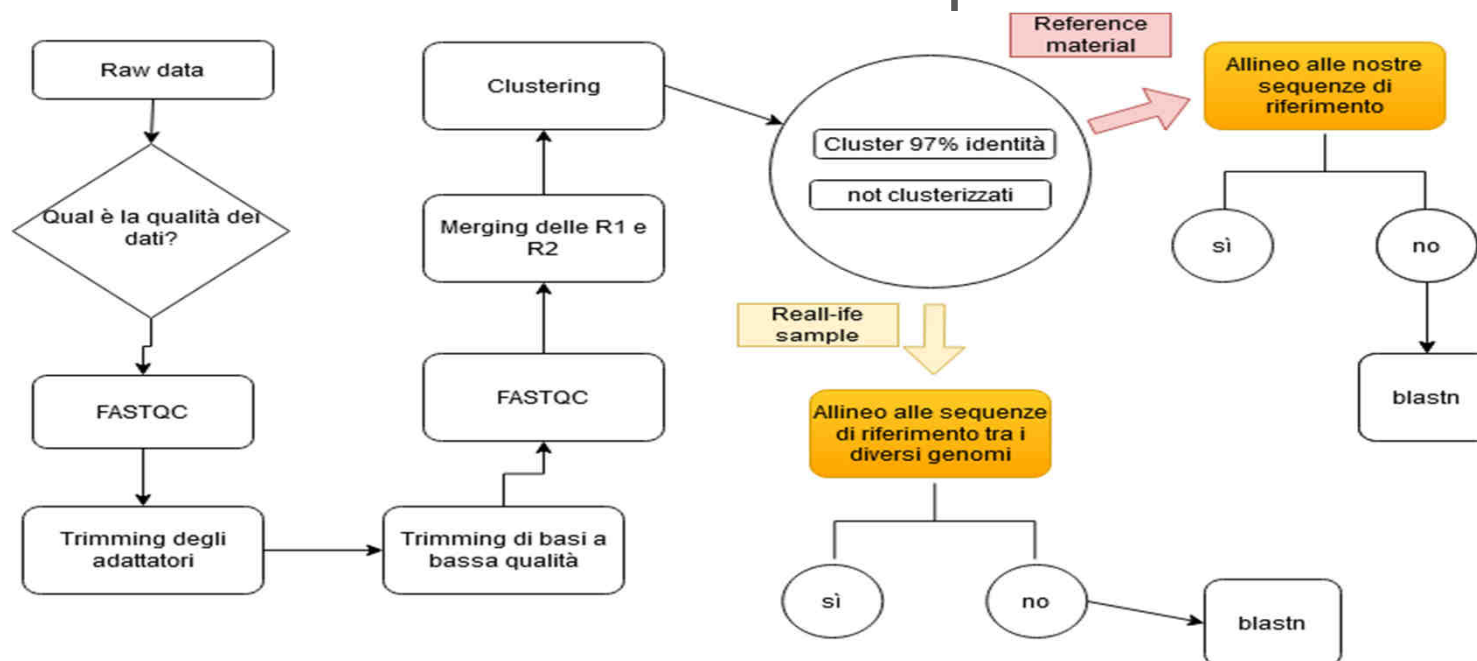 Raw data
Qual è la qualità dei
dati?
FASTQC
Trimming degli
adattatori
Trimming di basi a
bassa qualità
FASTQC
Merging delle R1 e
R2
Clustering
Cluster 97% identità
not clusterizzati
Reference
material
Allineo alle nostre
sequenze di
riferimento
sì
no
blastn
Reall-ife
sample
Allineo alle sequenze
di riferimento tra i
diversi genomi
sì
no
blastn